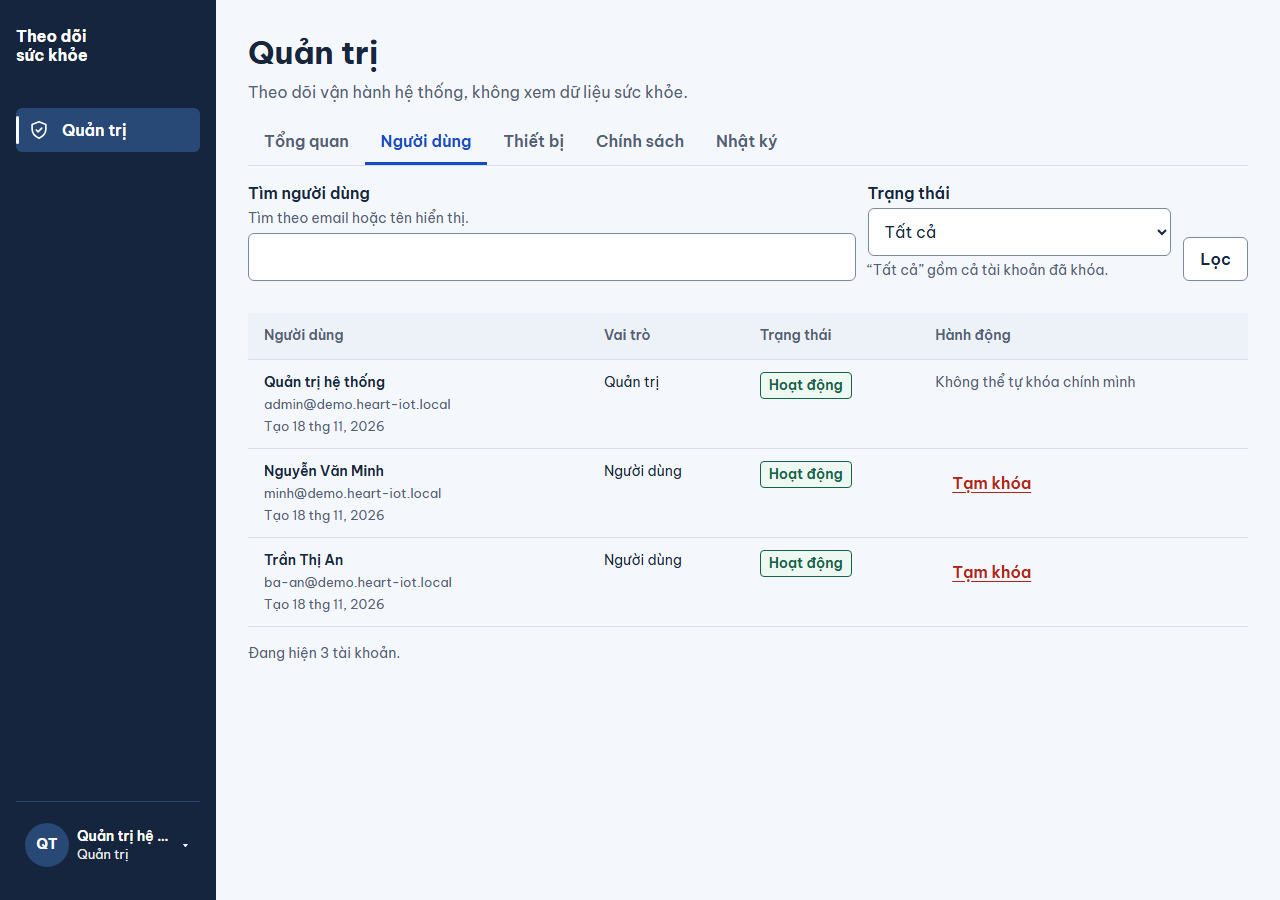 Theo dõi
sức khỏe
Quản trị
Quản trị
Theo dõi vận hành hệ thống, không xem dữ liệu sức khỏe.
Tổng quan Người dùng Thiết bị Chính sách Nhật ký
Tìm người dùng
Tìm theo email hoặc tên hiển thị.
Trạng thái
Tất cả
“Tất cả” gồm cả tài khoản đã khóa.
Lọc
Người dùng Vai trò Trạng thái Hành động
Quản trị hệ thống Quản trị Hoạt động Không thể tự khóa chính mình
admin@demo.heart-iot.local
Tạo 18 thg 11, 2026
Nguyễn Văn Minh Người dùng Hoạt động Tạm khóa
minh@demo.heart-iot.local
Tạo 18 thg 11, 2026
Trần Thị An Người dùng Hoạt động Tạm khóa
ba-an@demo.heart-iot.local
Tạo 18 thg 11, 2026
Đang hiện 3 tài khoản.
QT
Quản trị hệ ...
Quản trị